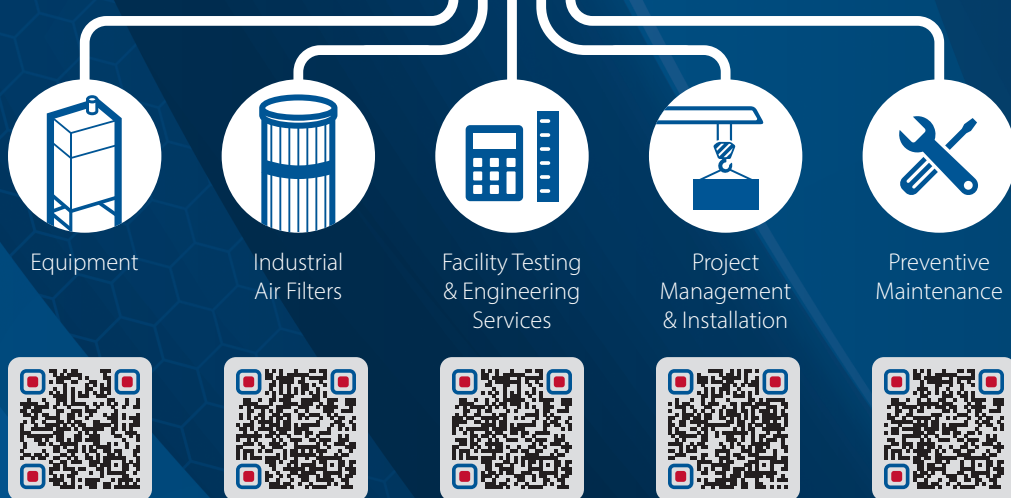 Equipment
Industrial
Air Filters
Facility Testing
& Engineering
Services
Project
Management
& Installation
Preventive
Maintenance